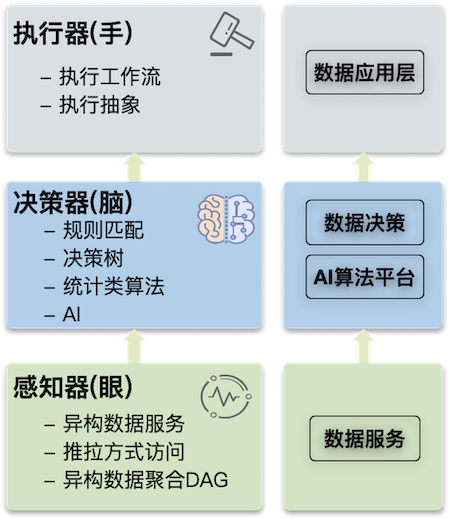 执行器(手)
– 执行工作流
– 执行抽象
数据应用层
决策器(脑)
– 规则匹配
– 决策树
– 统计类算法
– AI
数据决策
AI算法平台
感知器(眼)
– 异构数据服务
– 推拉方式访问
– 异构数据聚合DAG
数据服务